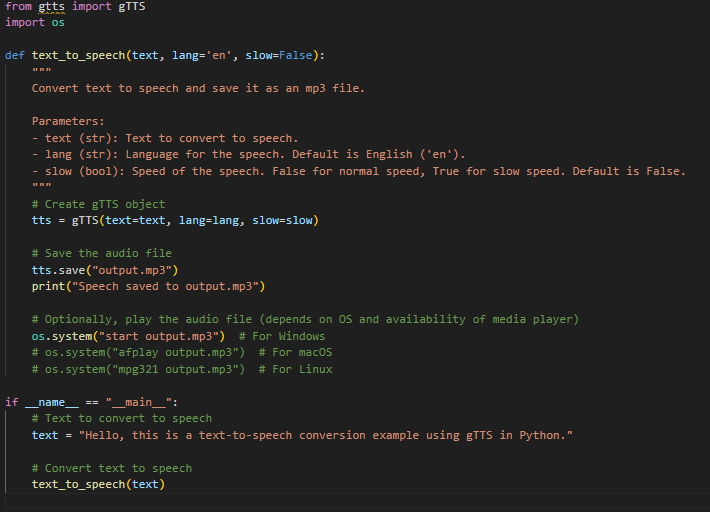 from gtts import gTTS
import os
def text_to_speech(text, lang='en', slow=False):
    """
    Convert text to speech and save it as an mp3 file.
    Parameters:
    - text (str): Text to convert to speech.
    - lang (str): Language for the speech. Default is English ('en').
    - slow (bool): Speed of the speech. False for normal speed, True for slow speed. Default is False.
    """
    # Create gTTS object
    tts = gTTS(text=text, lang=lang, slow=slow)
    # Save the audio file
    tts.save("output.mp3")
    print("Speech saved to output.mp3")
    # Optionally, play the audio file (depends on OS and availability of media player)
    os.system("start output.mp3")  # For Windows
    # os.system("afplay output.mp3")  # For macOS
    # os.system("mpg321 output.mp3")  # For Linux
if __name__ == "__main__":
    # Text to convert to speech
    text = "Hello, this is a text-to-speech conversion example using gTTS in Python."
    # Convert text to speech
    text_to_speech(text)